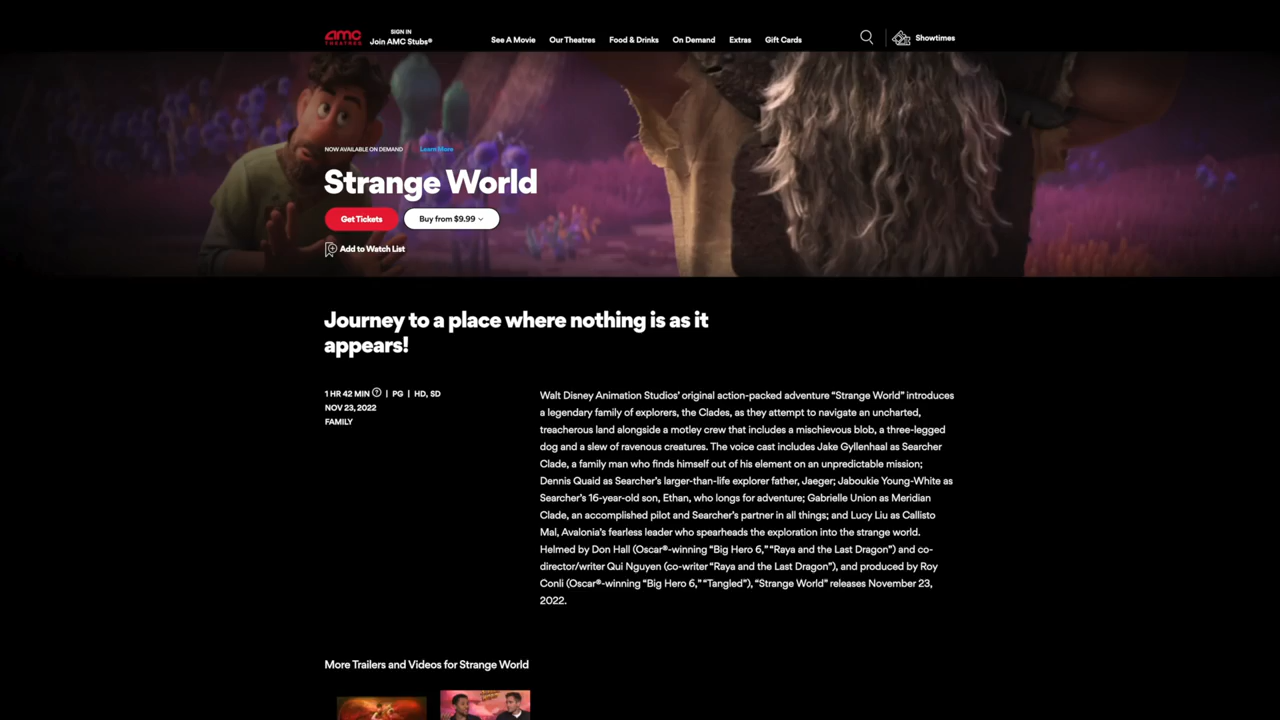 amc
THEATRES
SIGN IN
Join AMC Stubs®
See A Movie
Our Theatres
Food & Drinks
On Demand
Extras
Gift Cards
Showtimes
NOW AVAILABLE ON DEMAND
Learn More
Strange World
Get Tickets
Buy from $9.99
Add to Watch List
Journey to a place where nothing is as it
appears!
1 HR 42 MIN ? | PG | HD, SD
NOV 23, 2022
FAMILY
Walt Disney Animation Studios' original action-packed adventure “Strange World” introduces
a legendary family of explorers, the Clades, as they attempt to navigate an uncharted,
treacherous land alongside a motley crew that includes a mischievous blob, a three-legged
dog and a slew of ravenous creatures. The voice cast includes Jake Gyllenhaal as Searcher
Clade, a family man who finds himself out of his element on an unpredictable mission;
Dennis Quaid as Searcher's larger-than-life explorer father, Jaeger; Jaboukie Young-White as
Searcher's 16-year-old son, Ethan, who longs for adventure; Gabrielle Union as Meridian
Clade, an accomplished pilot and Searcher's partner in all things; and Lucy Liu as Callisto
Mal, Avalonia's fearless leader who spearheads the exploration into the strange world.
Helmed by Don Hall (Oscar®-winning “Big Hero 6,” “Raya and the Last Dragon”) and co-
director/writer Qui Nguyen (co-writer “Raya and the Last Dragon”), and produced by Roy
Conli (Oscar®-winning “Big Hero 6,” “Tangled”), “Strange World” releases November 23,
2022.
More Trailers and Videos for Strange World